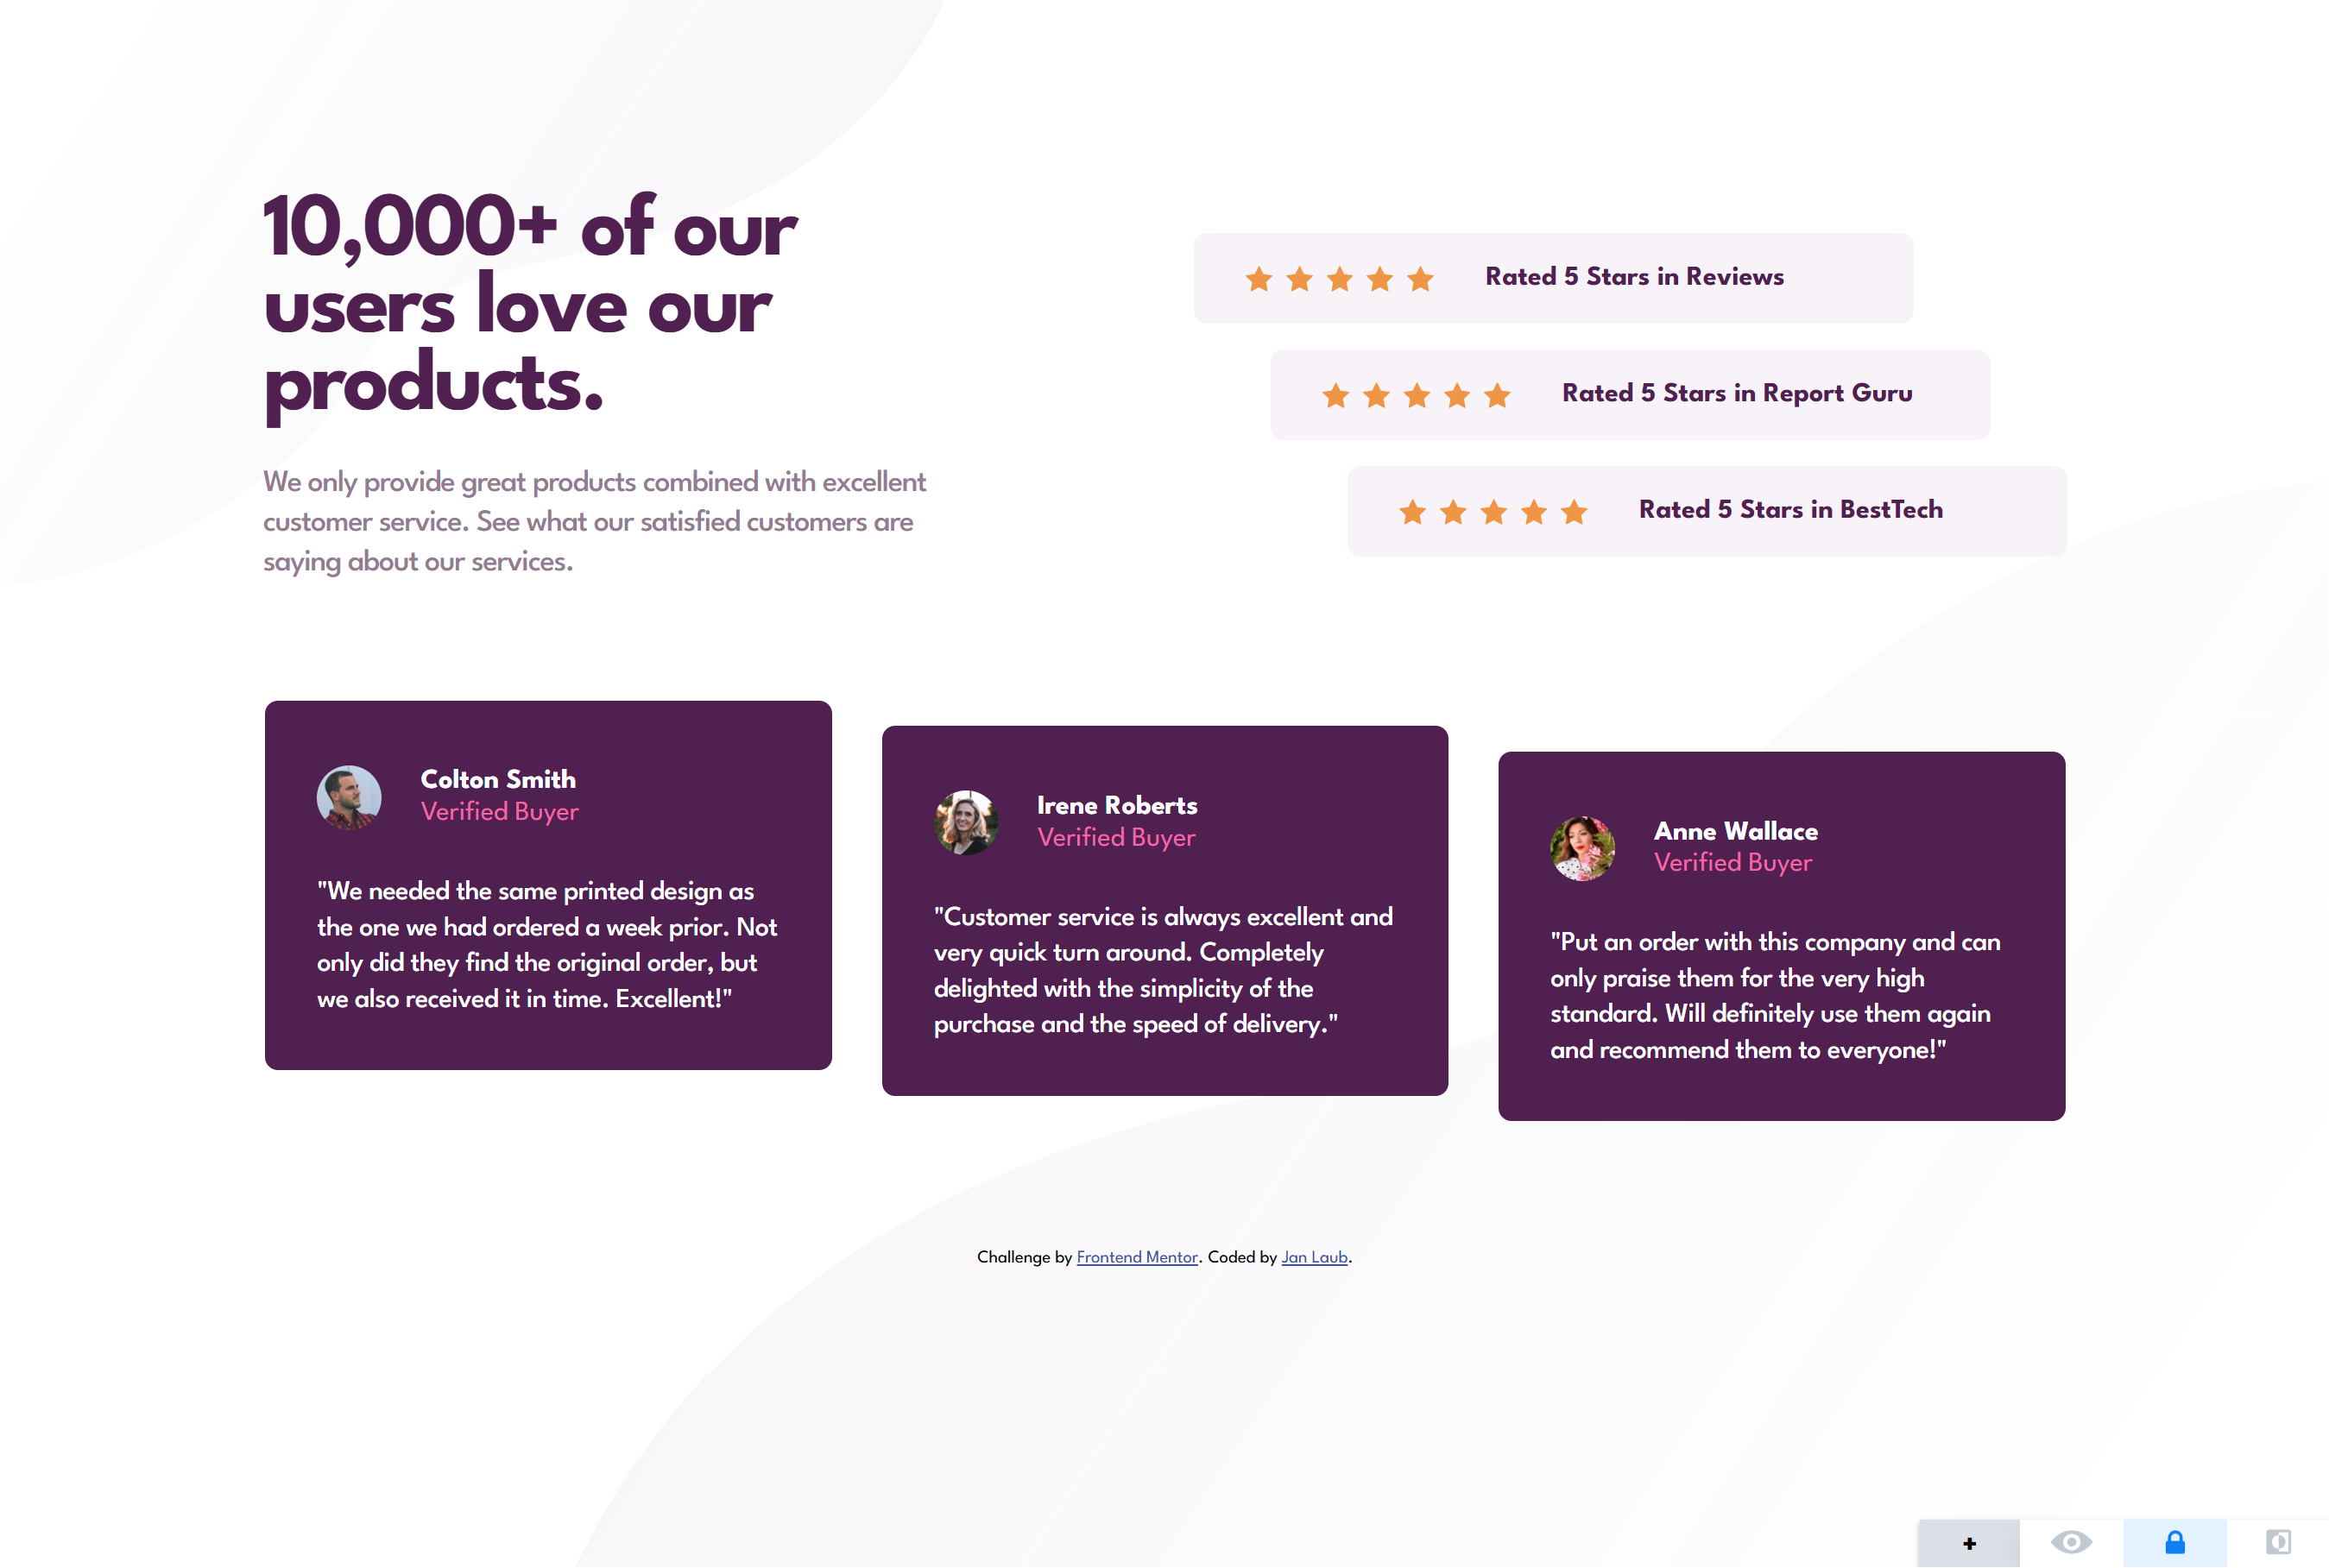 10,000+ of our
users love our
products.
We only provide great products combined with excellent
customer service. See what our satisfied customers are
saying about our services.
Rated 5 Stars in Reviews
Rated 5 Stars in Report Guru
Rated 5 Stars in BestTech
Colton Smith
Verified Buyer
"We needed the same printed design as
the one we had ordered a week prior. Not
only did they find the original order, but
we also received it in time. Excellent!"
Irene Roberts
Verified Buyer
"Customer service is always excellent and
very quick turn around. Completely
delighted with the simplicity of the
purchase and the speed of delivery."
Anne Wallace
Verified Buyer
"Put an order with this company and can
only praise them for the very high
standard. Will definitely use them again
and recommend them to everyone!"
Challenge by Frontend Mentor. Coded by Jan Laub.
+